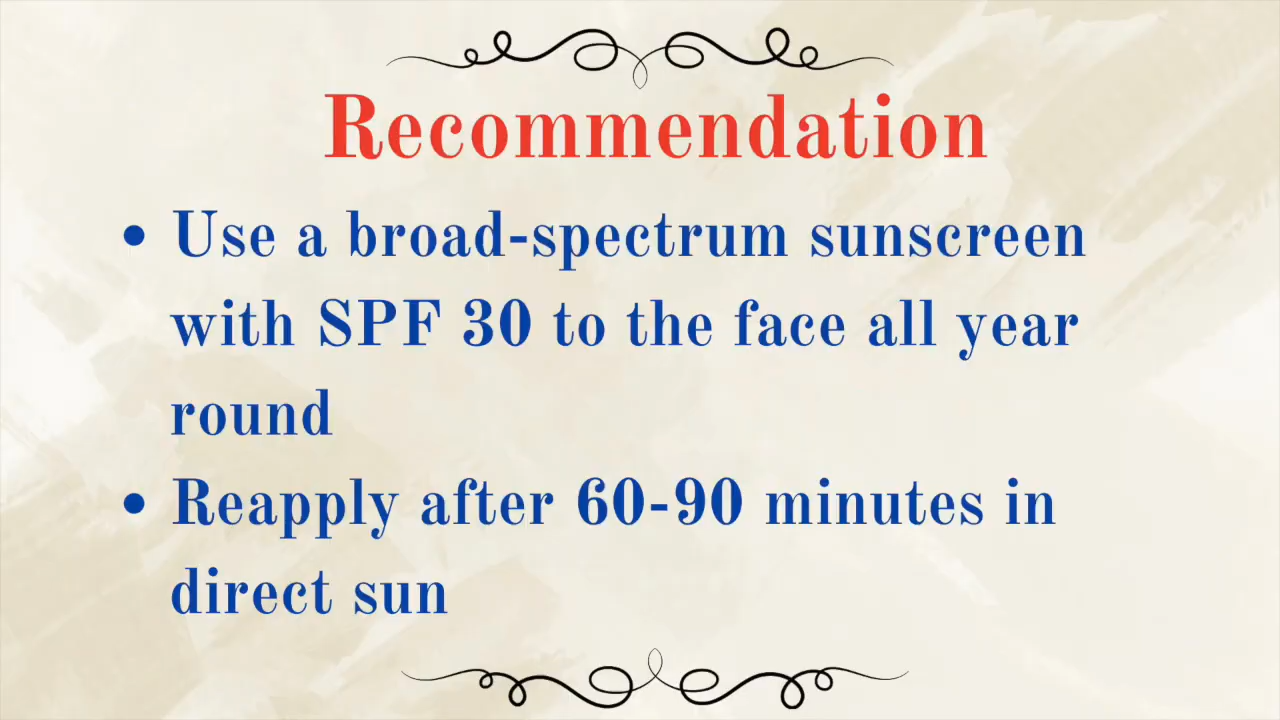 Recommendation
• Use a broad-spectrum sunscreen
with SPF 30 to the face all year
round
• Reapply after 60-90 minutes in
direct sun